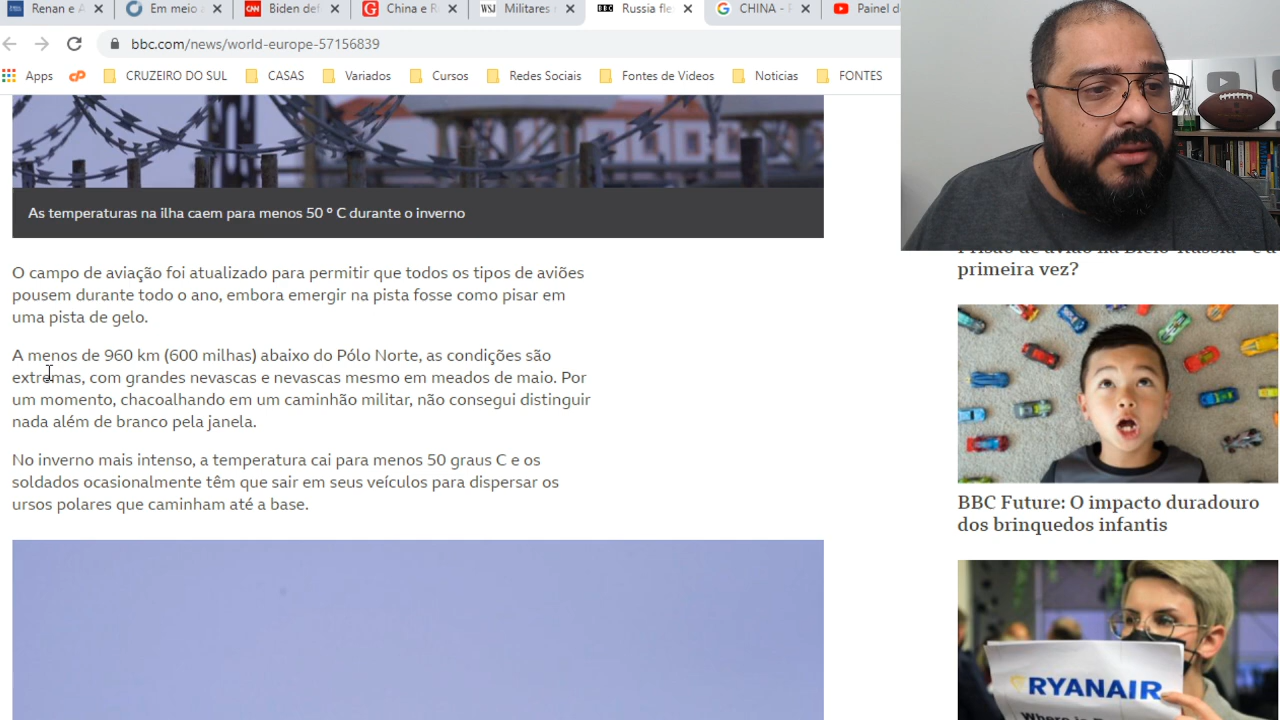 Renan e A
Em meio a
CNN
Biden def
China e R
WSJ
Militares r
BBC
Russia fle
CHINA - P
Painel d
bbc.com/news/world-europe-57156839
Apps
CRUZEIRO DO SUL
CASAS
Variados
Cursos
Redes Sociais
Fontes de Videos
Noticias
FONTES
As temperaturas na ilha caem para menos 50 º C durante o inverno
O campo de aviação foi atualizado para permitir que todos os tipos de aviões
pousem durante todo o ano, embora emergir na pista fosse como pisar em
uma pista de gelo.
A menos de 960 km (600 milhas) abaixo do Pólo Norte, as condições são
extremas, com grandes nevascas e nevascas mesmo em meados de maio. Por
um momento, chacoalhando em um caminhão militar, não consegui distinguir
nada além de branco pela janela.
No inverno mais intenso, a temperatura cai para menos 50 graus C e os
soldados ocasionalmente têm que sair em seus veículos para dispersar os
ursos polares que caminham até a base.
primeira vez?
BBC Future: O impacto duradouro
dos brinquedos infantis
RYANAIR